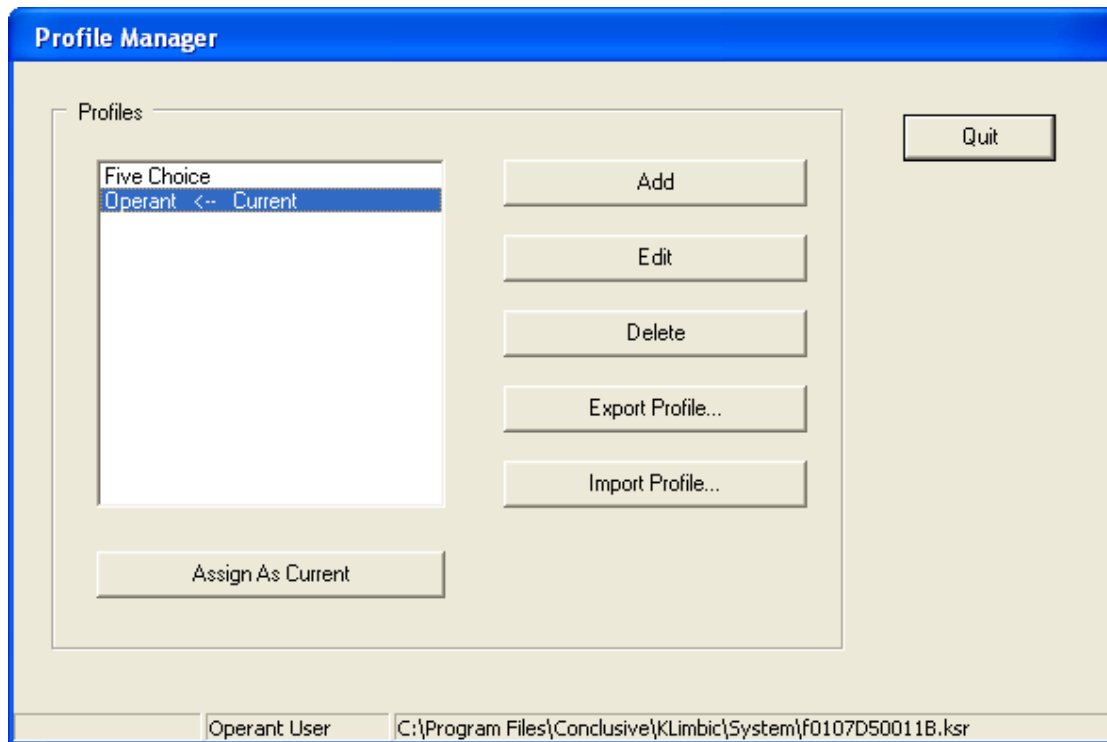 Profile Manager
Profiles
Quit
Five Choice
Operant <-- Current
Add
Edit
Delete
Export Profile...
Import Profile...
Assign As Current
Operant User
C:\Program Files\Conclusive\KLimbic\System\f0107D50011B.ksr